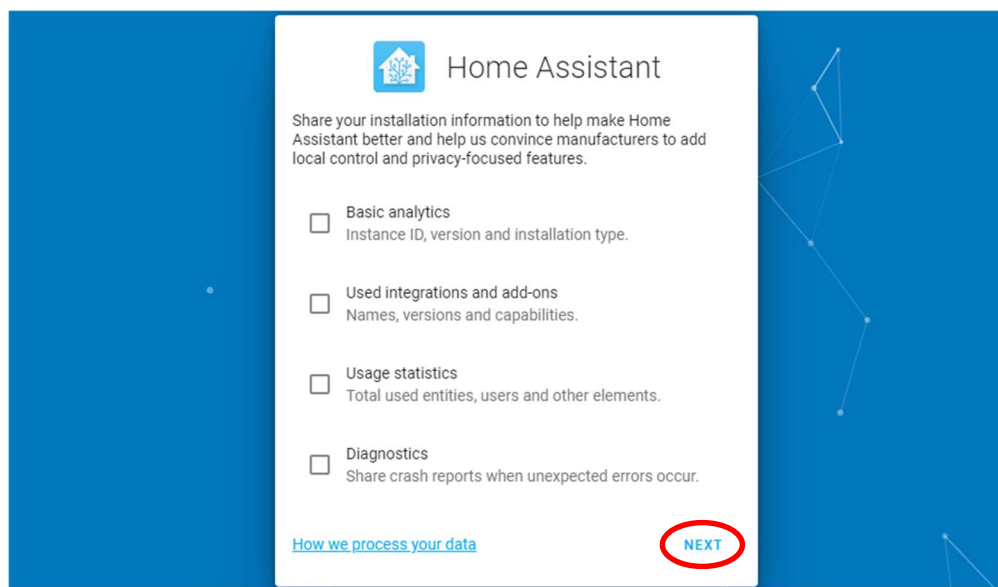 Home Assistant
Share your installation information to help make Home
Assistant better and help us convince manufacturers to add
local control and privacy-focused features.
Basic analytics
Instance ID, version and installation type.
Used integrations and add-ons
Names, versions and capabilities.
Usage statistics
Total used entities, users and other elements.
Diagnostics
Share crash reports when unexpected errors occur.
How we process your data
NEXT